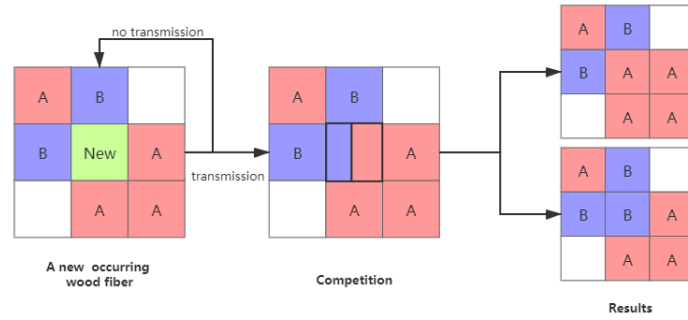 no transmission
A B
B New A
A A
transmission
A new occurring
wood fiber
A B
B A
A A
Competition
A B
B A A
A A
A B
B B A
A A
Results